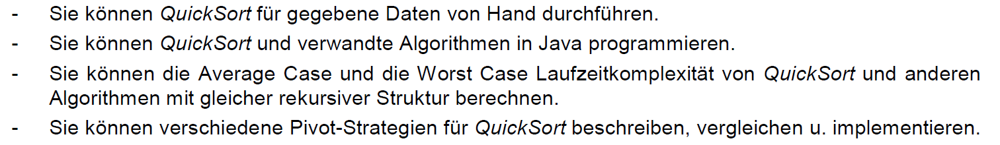 - Sie können QuickSort für gegebene Daten von Hand durchführen.
- Sie können QuickSort und verwandte Algorithmen in Java programmieren.
- Sie können die Average Case und die Worst Case Laufzeitkomplexität von QuickSort und anderen
Algorithmen mit gleicher rekursiver Struktur berechnen.
- Sie können verschiedene Pivot-Strategien für QuickSort beschreiben, vergleichen u. implementieren.